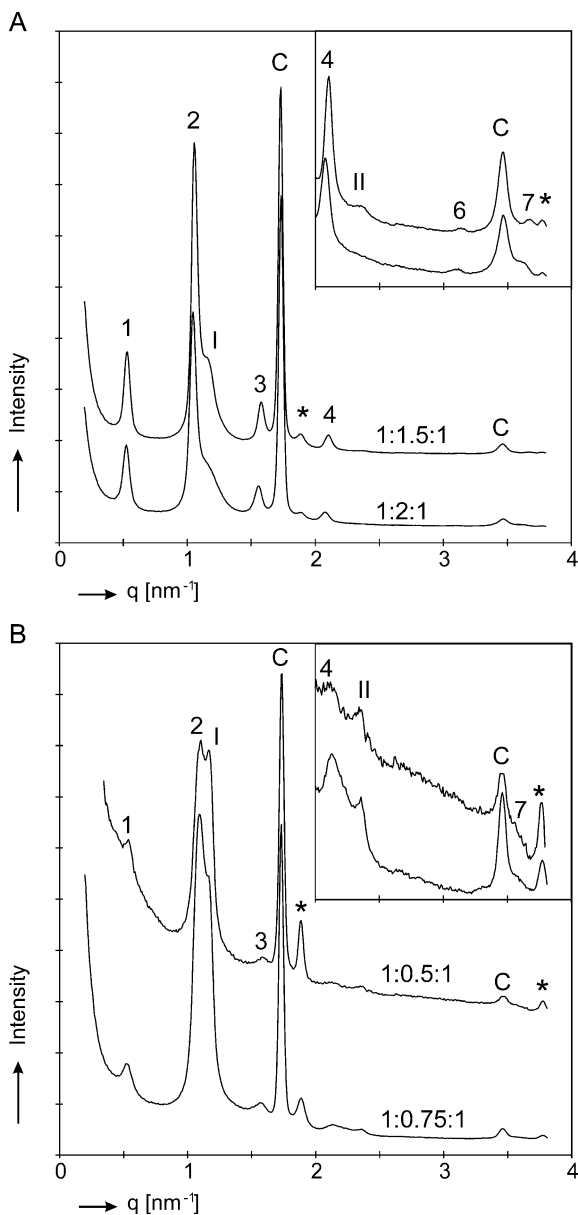 A
C
2
4
C
II
6
7 *
1
I
3
*
4
1:1.5:1
C
1:2:1
Intensity
0 1 2 3 4
q [nm⁻¹]
B
C
4
II
2 I
C
*
7
1
*
3
1:0.5:1
C *
1:0.75:1
Intensity
0 1 2 3 4
q [nm⁻¹]